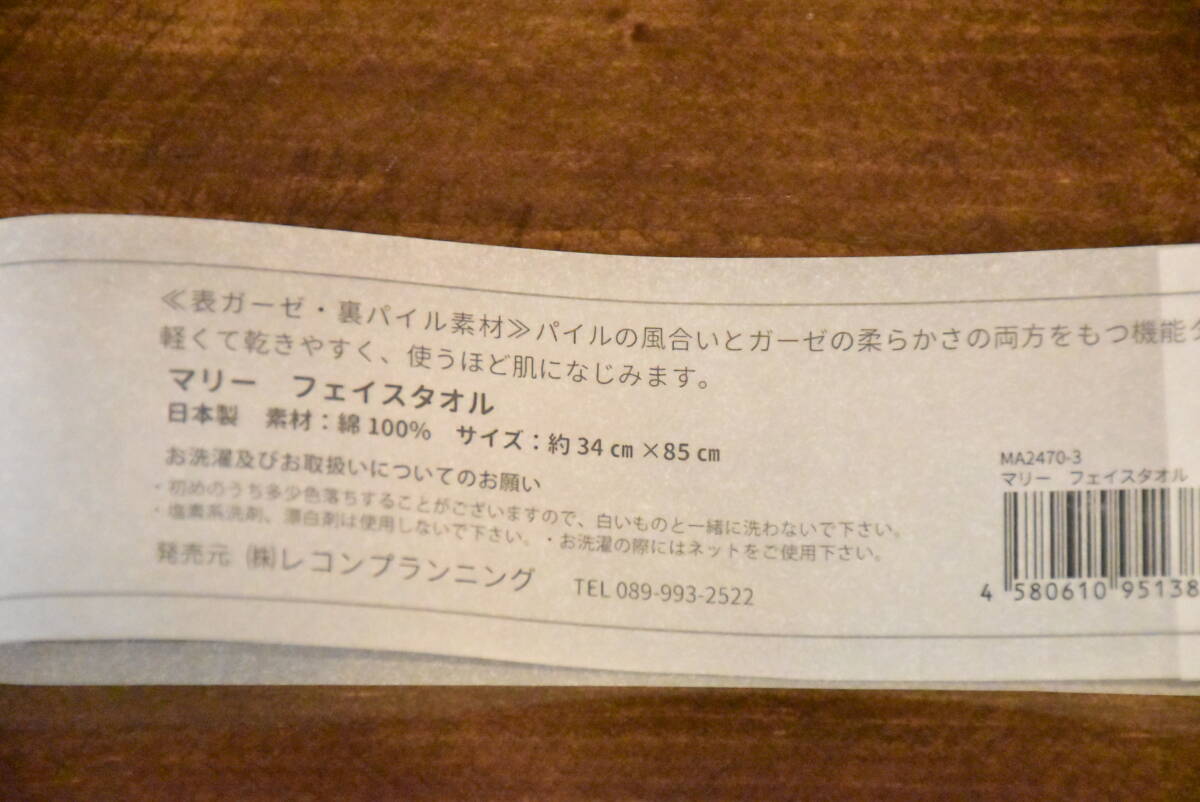 ≪表ガーゼ・裏パイル素材≫パイルの風合いとガーゼの柔らかさの両方をもつ機能
軽くて乾きやすく、使うほど肌になじみます。
マリー　フェイスタオル
日本製　素材：綿100%　サイズ：約34㎝×85㎝
お洗濯及びお取扱いについてのお願い
・初めのうち多少色落ちすることがございますので、白いものと一緒に洗わないで下さい。
・塩素系洗剤、漂白剤は使用しないで下さい。・お洗濯の際にはネットをご使用下さい。
発売元　㈱レコンプランニング　TEL 089-993-2522
MA2470-3
マリー　フェイスタオル
4 580610 95138